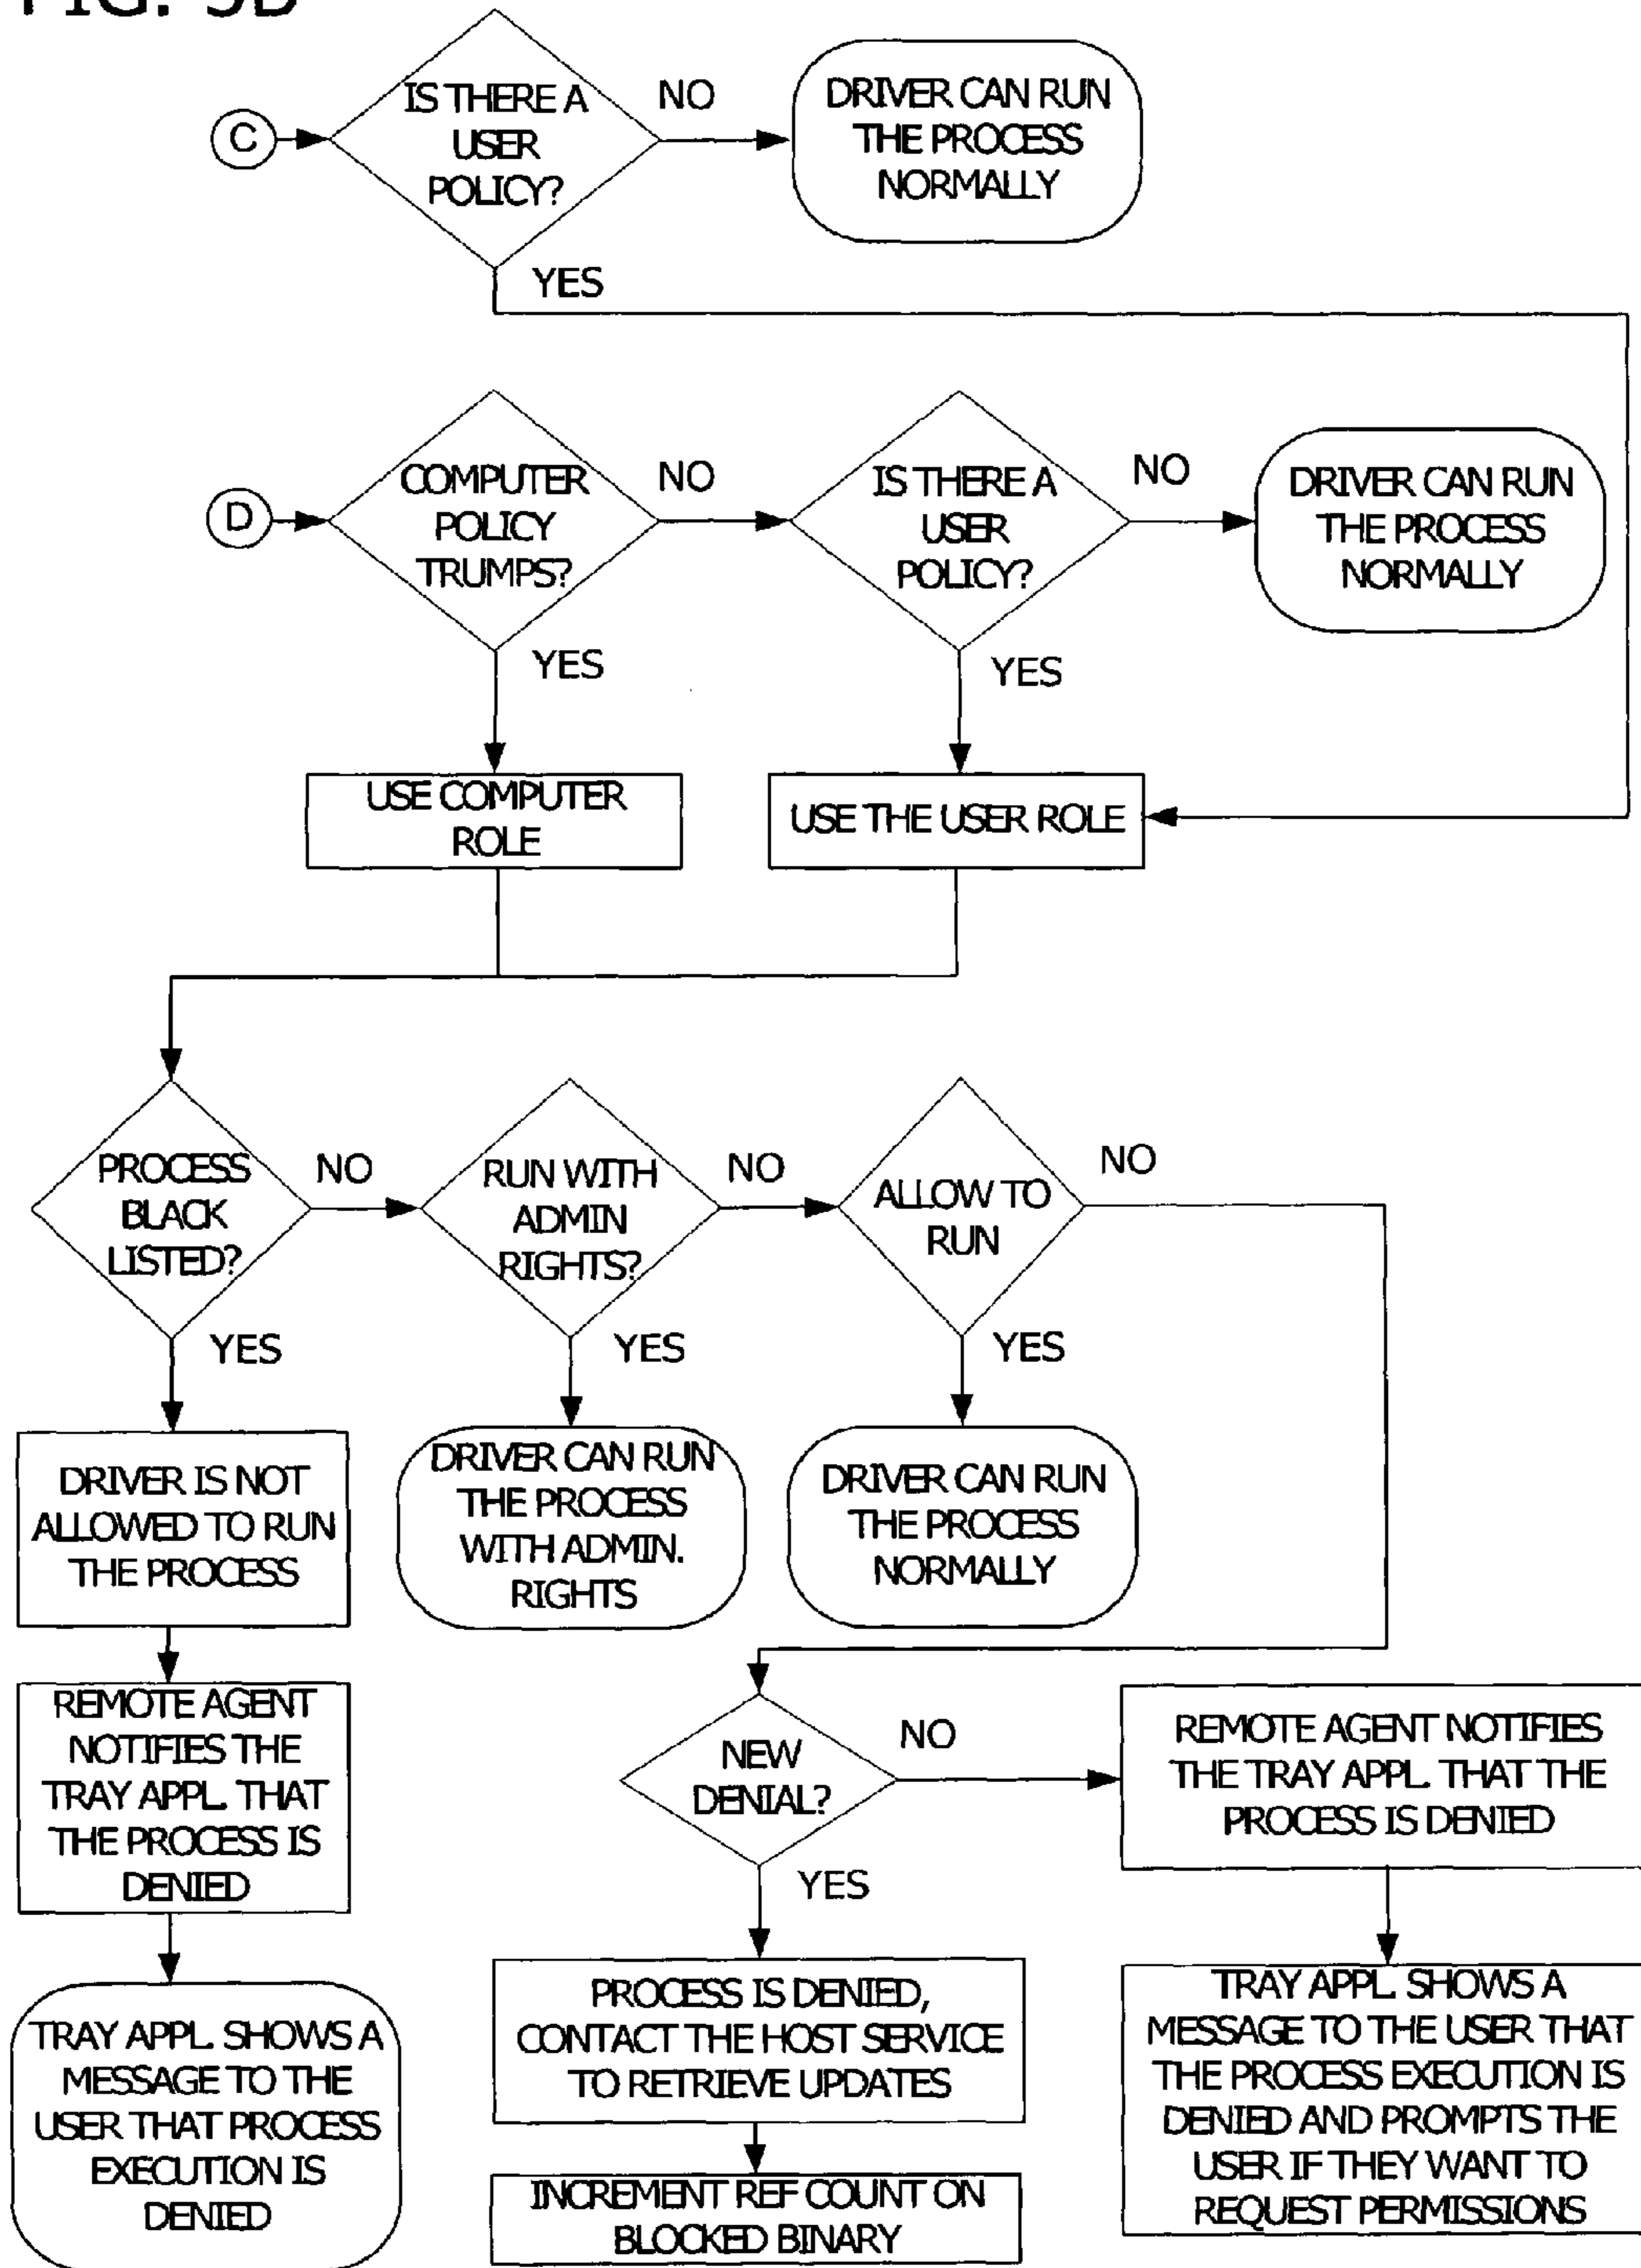 FIG. 5B
C
IS THERE A
USER
POLICY?
NO
DRIVER CAN RUN
THE PROCESS
NORMALLY
YES
D
COMPUTER
POLICY
TRUMPS?
NO
IS THERE A
USER
POLICY?
NO
DRIVER CAN RUN
THE PROCESS
NORMALLY
YES
YES
USE COMPUTER
ROLE
USE THE USER ROLE
PROCESS
BLACK
LISTED?
NO
RUN WITH
ADMIN
RIGHTS?
NO
ALLOW TO
RUN
NO
YES
YES
YES
DRIVER IS NOT
ALLOWED TO RUN
THE PROCESS
DRIVER CAN RUN
THE PROCESS
WITH ADMIN.
RIGHTS
DRIVER CAN RUN
THE PROCESS
NORMALLY
REMOTE AGENT
NOTIFIES THE
TRAY APPL. THAT
THE PROCESS IS
DENIED
NEW
DENIAL?
NO
REMOTE AGENT NOTIFIES
THE TRAY APPL. THAT THE
PROCESS IS DENIED
YES
TRAY APPL. SHOWS A
MESSAGE TO THE
USER THAT PROCESS
EXECUTION IS
DENIED
PROCESS IS DENIED,
CONTACT THE HOST SERVICE
TO RETRIEVE UPDATES
TRAY APPL. SHOWS A
MESSAGE TO THE USER THAT
THE PROCESS EXECUTION IS
DENIED AND PROMPTS THE
USER IF THEY WANT TO
REQUEST PERMISSIONS
INCREMENT REF COUNT ON
BLOCKED BINARY